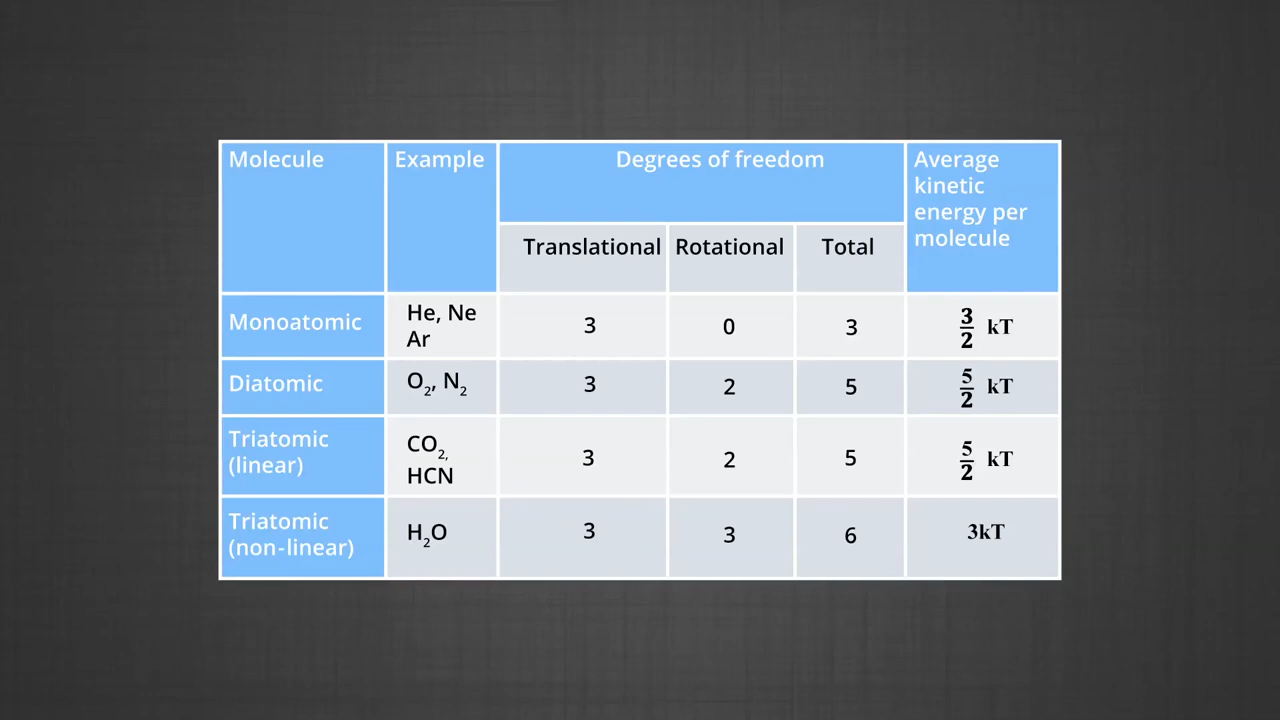 Molecule Example Degrees of freedom Average
kinetic
energy per
molecule
Translational Rotational Total
Monoatomic He, Ne
Ar 3 0 3 3/2 kT
Diatomic O₂, N₂ 3 2 5 5/2 kT
Triatomic
(linear) CO₂,
HCN 3 2 5 5/2 kT
Triatomic
(non-linear) H₂O 3 3 6 3kT